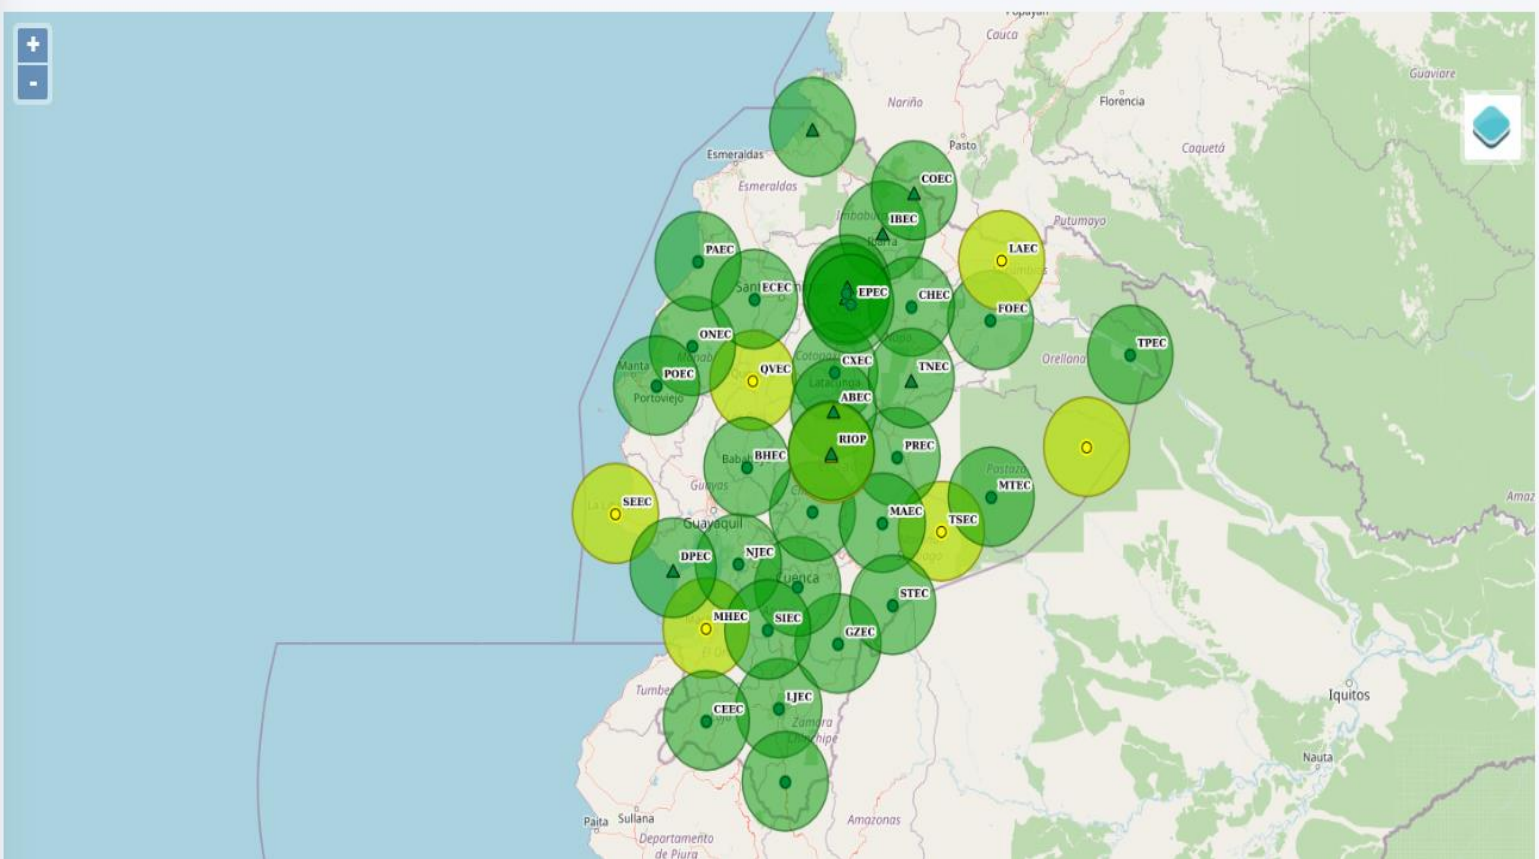 Popayán
Cauca
+
-
Guaviare
Nariño
Florencia
Pasto
Caquetá
Esmeraldas
COEC
Esmeraldas
IBEC
Ibarra
Putumayo
PAEC
LAEC
ECEC
EPEC
CHEC
FOEC
ONEC
TPEC
Manta
POEC
QVEC
CXEC
TNEC
Orellana
Latacunga
Portoviejo
ABEC
RIOP
PREC
BHEC
Pastaza
MTEC
Guayas
SEEC
Amaz
Guayaquil
MAEC
TSEC
DPEC
NJEC
Cuenca
STEC
MHEC
SIEC
GZEC
Tumbes
Iquitos
CEEC
LJEC
Zamora
Chinchipe
Nauta
Paita
Sullana
Amazonas
Departamento
de Piura